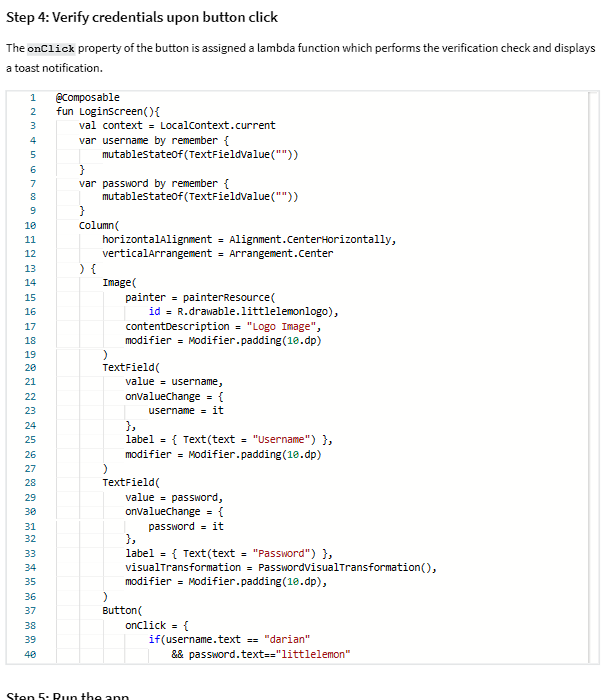 Step 4: Verify credentials upon button click
The onClick property of the button is assigned a lambda function which performs the verification check and displays
a toast notification.
1 @Composable
2 fun LoginScreen(){
3 val context = LocalContext.current
4 var username by remember {
5 mutableStateOf(TextFieldValue(""))
6 }
7 var password by remember {
8 mutableStateOf(TextFieldValue(""))
9 }
10 Column(
11 horizontalAlignment = Alignment.CenterHorizontally,
12 verticalArrangement = Arrangement.Center
13 ) {
14 Image(
15 painter = painterResource(
16 id = R.drawable.littlelemonlogo),
17 contentDescription = "Logo Image",
18 modifier = Modifier.padding(10.dp)
19 )
20 TextField(
21 value = username,
22 onValueChange = {
23 username = it
24 },
25 label = { Text(text = "Username") },
26 modifier = Modifier.padding(10.dp)
27 )
28 TextField(
29 value = password,
30 onValueChange = {
31 password = it
32 },
33 label = { Text(text = "Password") },
34 visualTransformation = PasswordVisualTransformation(),
35 modifier = Modifier.padding(10.dp),
36 )
37 Button(
38 onClick = {
39 if(username.text == "darian"
40 && password.text=="littlelemon"
Step 5: Run the app